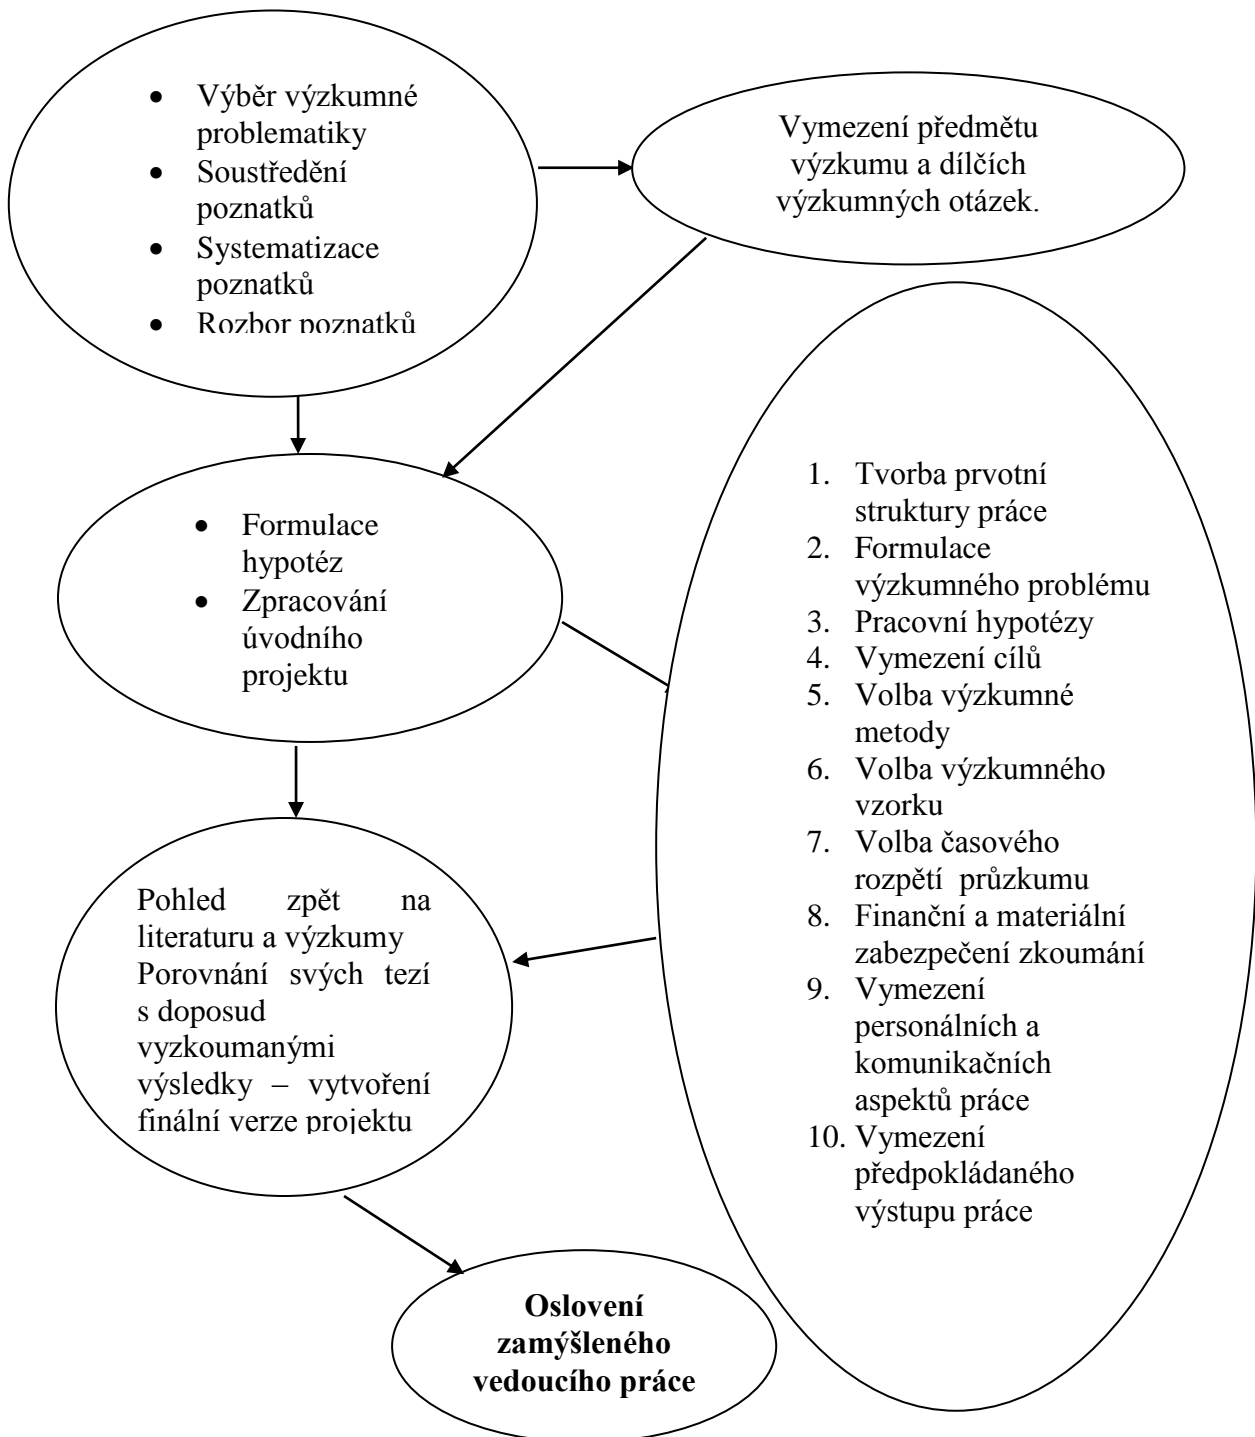 • Výběr výzkumné
problematiky
• Soustředění
poznatků
• Systematizace
poznatků
• Rozbor poznatků
Vymezení předmětu
výzkumu a dílčích
výzkumných otázek.
• Formulace
hypotéz
• Zpracování
úvodního
projektu
1. Tvorba prvotní
struktury práce
2. Formulace
výzkumného problému
3. Pracovní hypotézy
4. Vymezení cílů
5. Volba výzkumné
metody
6. Volba výzkumného
vzorku
7. Volba časového
rozpětí průzkumu
8. Finanční a materiální
zabezpečení zkoumání
9. Vymezení
personálních a
komunikačních
aspektů práce
10. Vymezení
předpokládaného
výstupu práce
Pohled zpět na
literaturu a výzkumy
Porovnání svých tezí
s doposud
vyzkoumanými
výsledky – vytvoření
finální verze projektu
Oslovení
zamýšleného
vedoucího práce